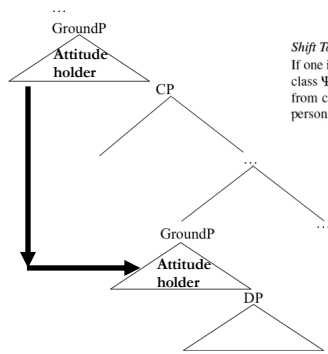 ...
GroundP
Attitude
holder
Shift To
If one i
class Ψ
from c
person
CP
...
...
GroundP
Attitude
holder
DP